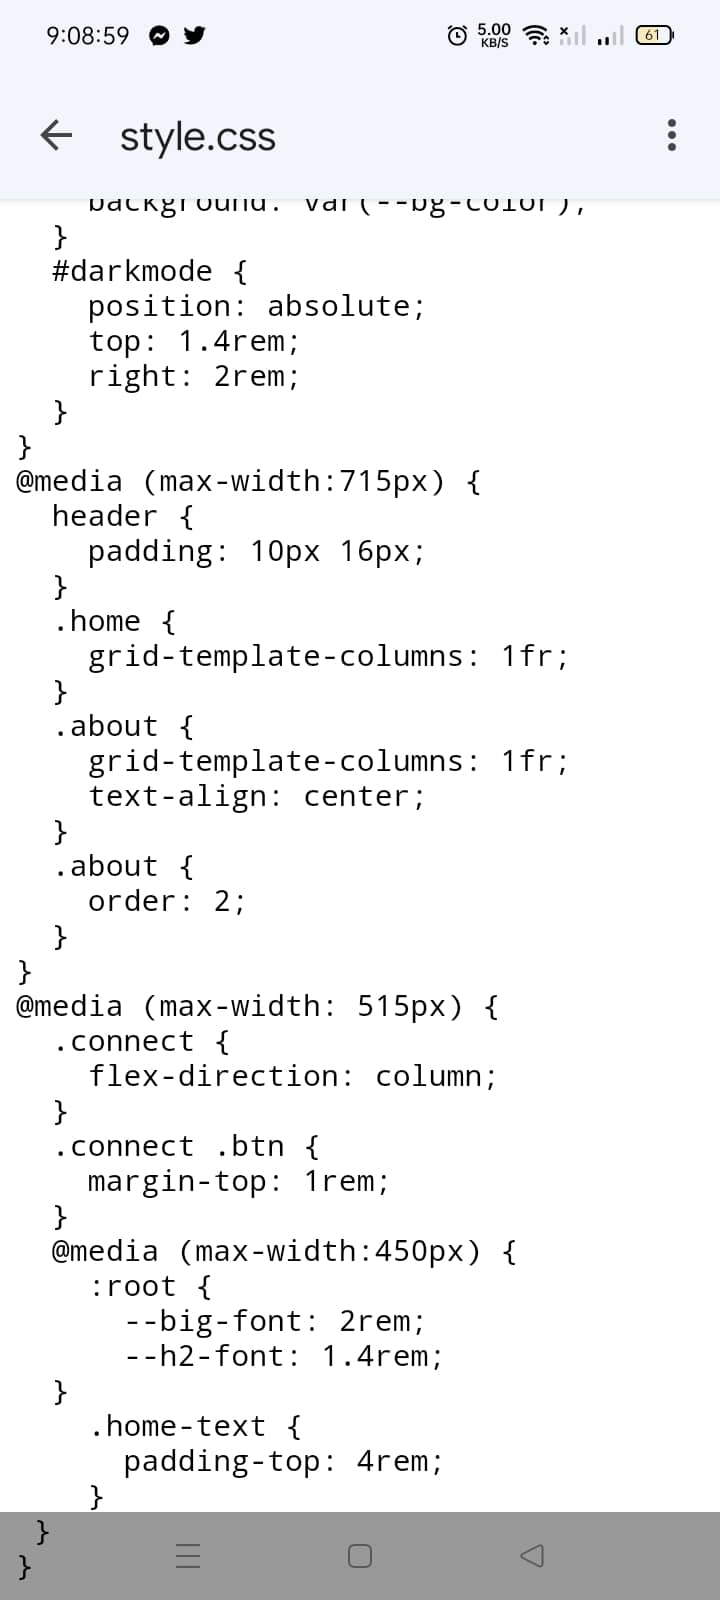 9:08:59 5.00 KB/S 61
style.css
background: var(--bg-color);
}
#darkmode {
position: absolute;
top: 1.4rem;
right: 2rem;
}
}
@media (max-width:715px) {
header {
padding: 10px 16px;
}
.home {
grid-template-columns: 1fr;
}
.about {
grid-template-columns: 1fr;
text-align: center;
}
.about {
order: 2;
}
}
@media (max-width: 515px) {
.connect {
flex-direction: column;
}
.connect .btn {
margin-top: 1rem;
}
@media (max-width:450px) {
:root {
--big-font: 2rem;
--h2-font: 1.4rem;
}
.home-text {
padding-top: 4rem;
}
}
}